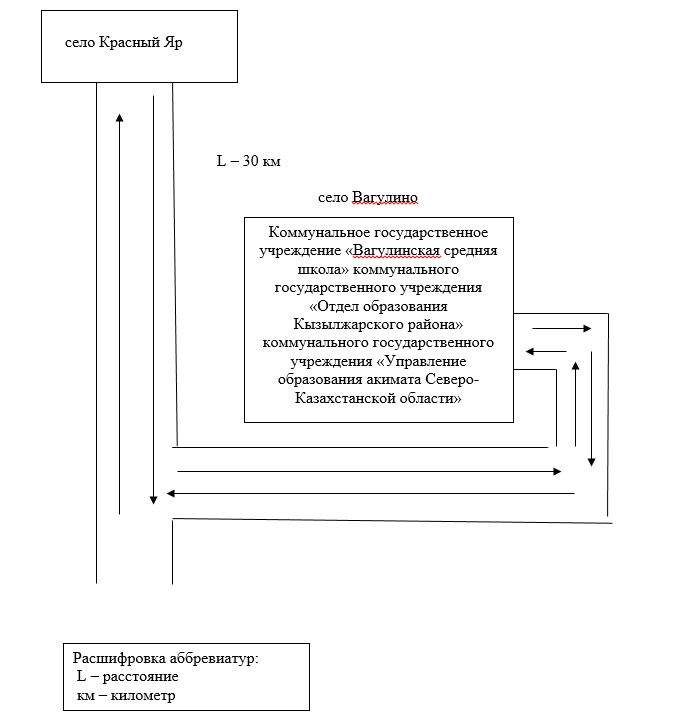 село Красный Яр
L – 30 км
село Вагулино
Коммунальное государственное
учреждение «Вагулинская средняя
школа» коммунального
государственного учреждения
«Отдел образования
Кызылжарского района»
коммунального государственного
учреждения «Управление
образования акимата Северо-
Казахстанской области»
Расшифровка аббревиатур:
L – расстояние
км – километр